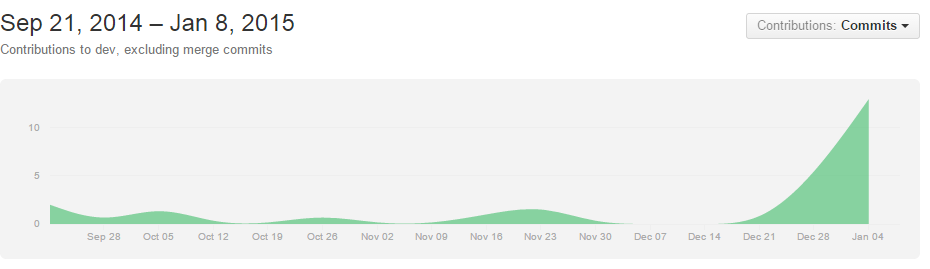 Sep 21, 2014 – Jan 8, 2015
Contributions: Commits
Contributions to dev, excluding merge commits
10
5
0
Sep 28 Oct 05 Oct 12 Oct 19 Oct 26 Nov 02 Nov 09 Nov 16 Nov 23 Nov 30 Dec 07 Dec 14 Dec 21 Dec 28 Jan 04